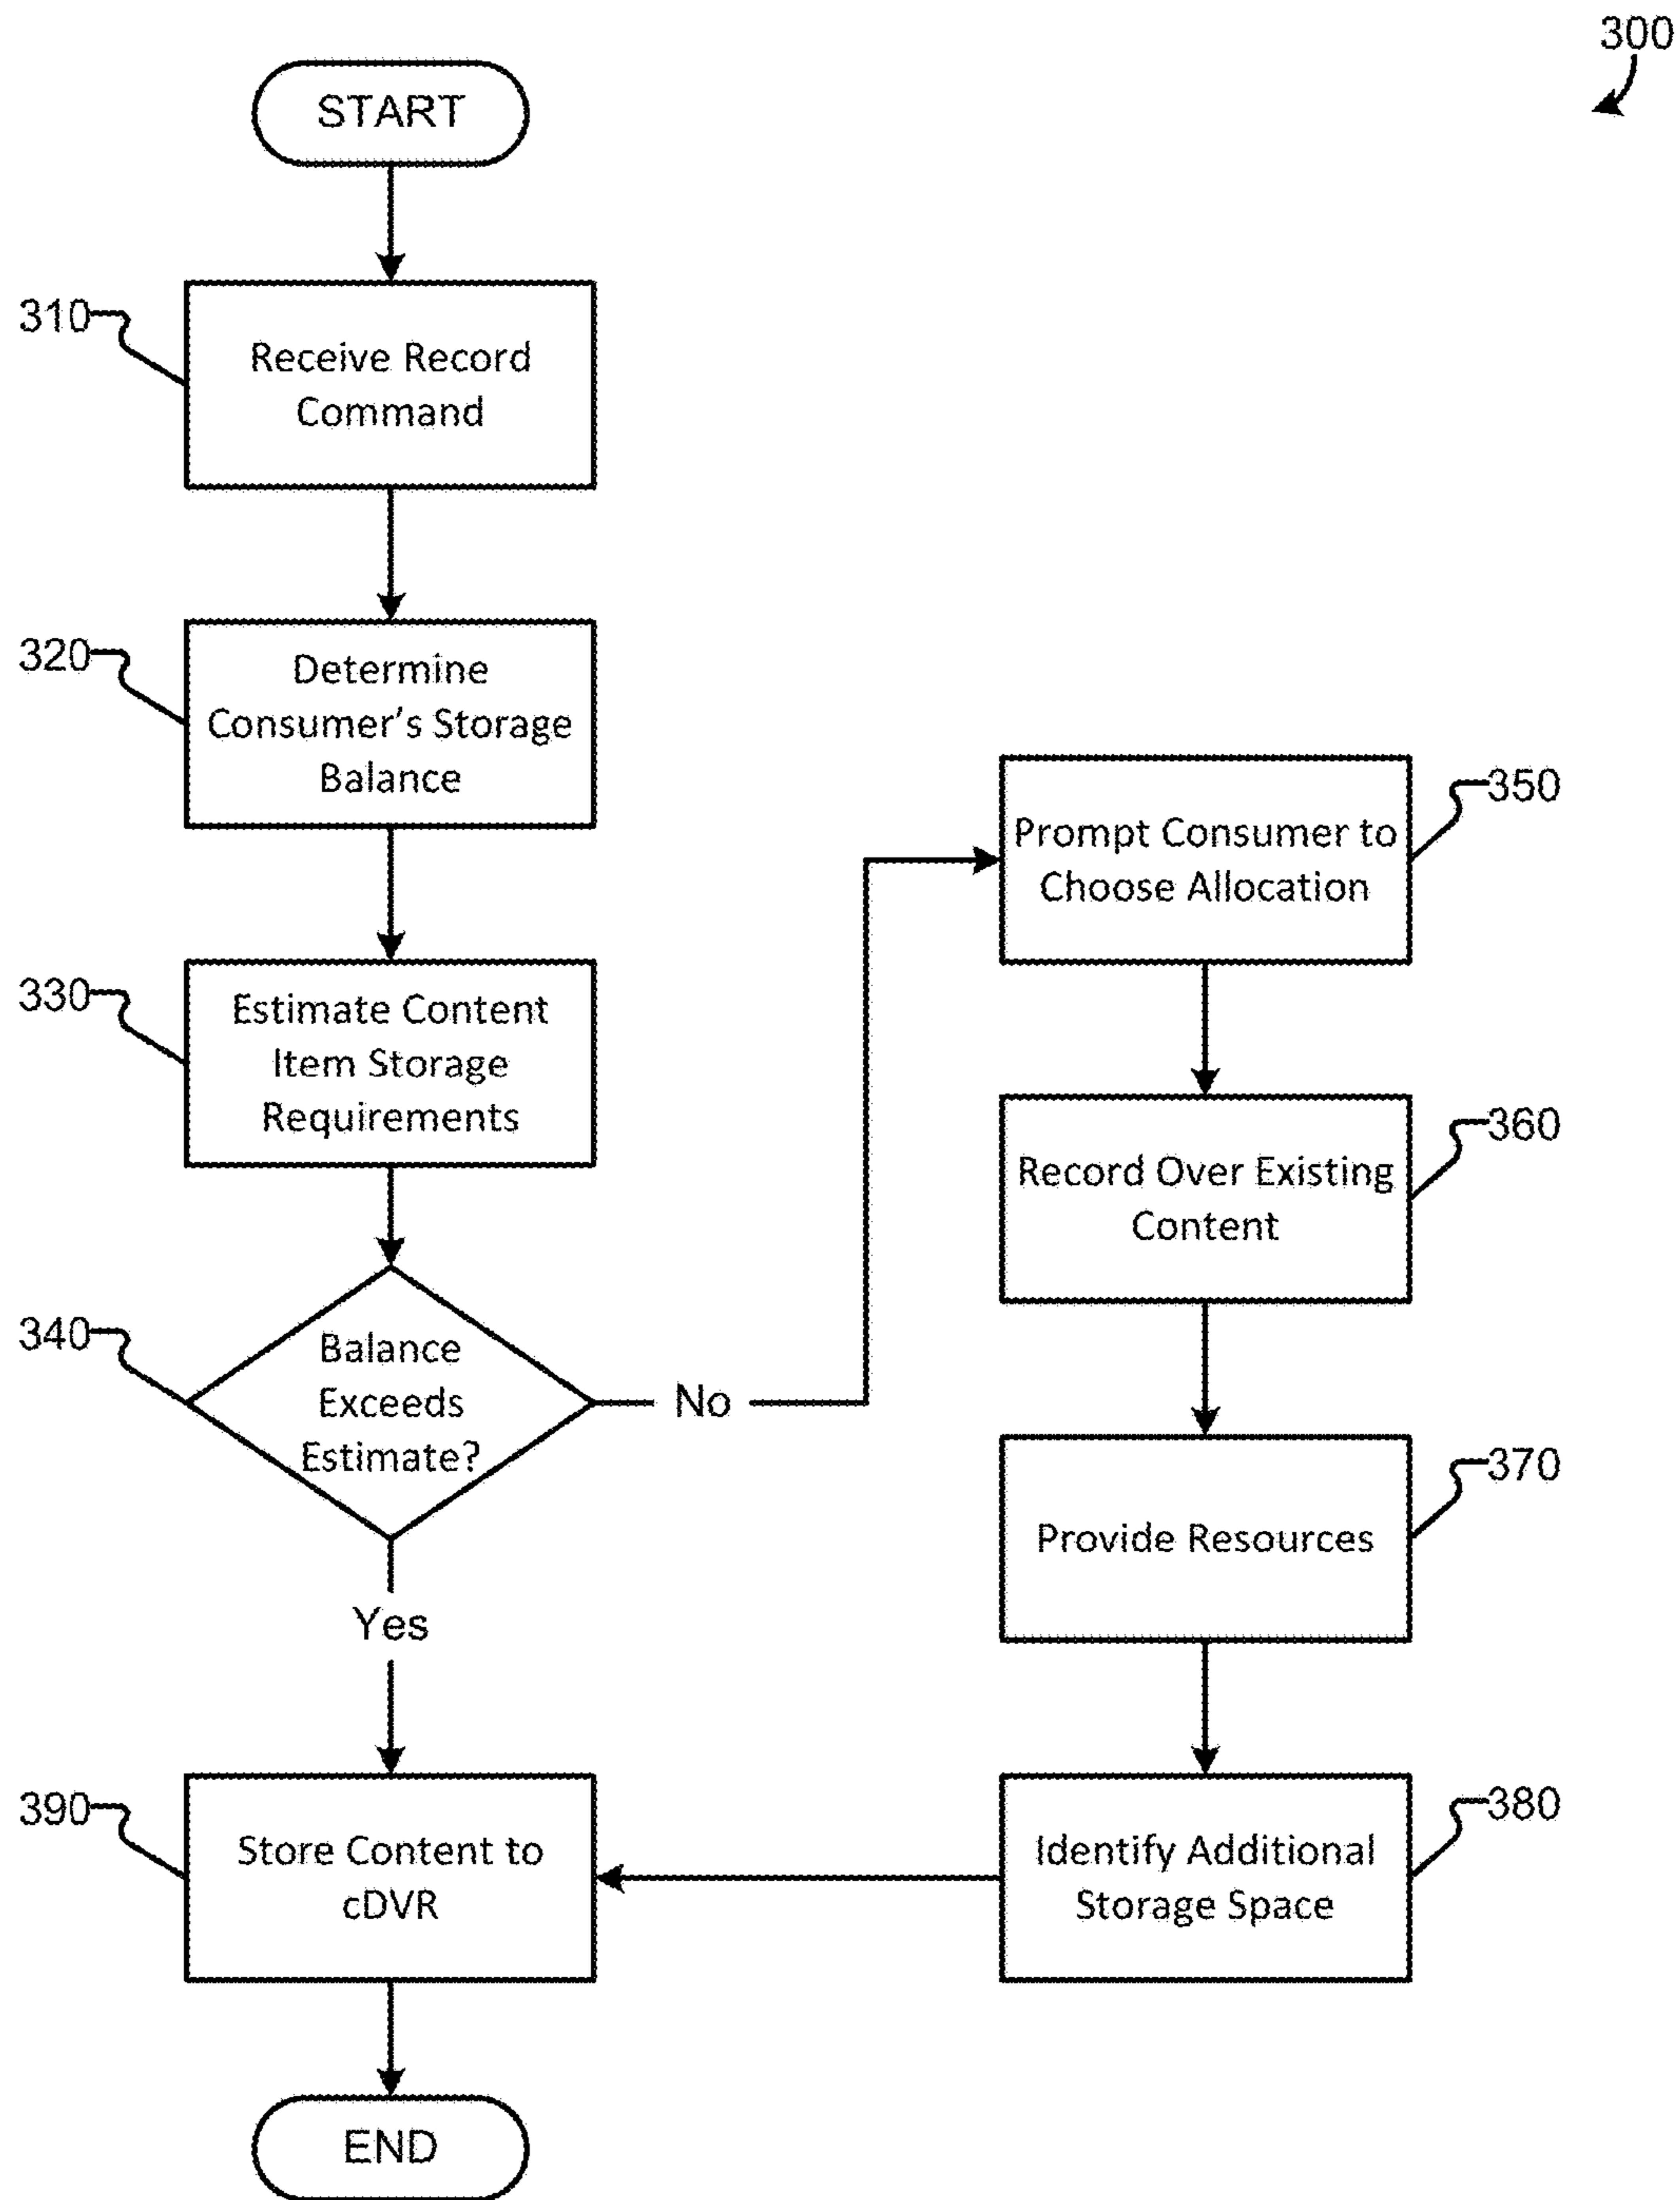 300
START
310
Receive Record
Command
320
Determine
Consumer's Storage
Balance
330
Estimate Content
Item Storage
Requirements
340
Balance
Exceeds
Estimate?
No
Yes
350
Prompt Consumer to
Choose Allocation
360
Record Over Existing
Content
370
Provide Resources
380
Identify Additional
Storage Space
390
Store Content to
cDVR
END